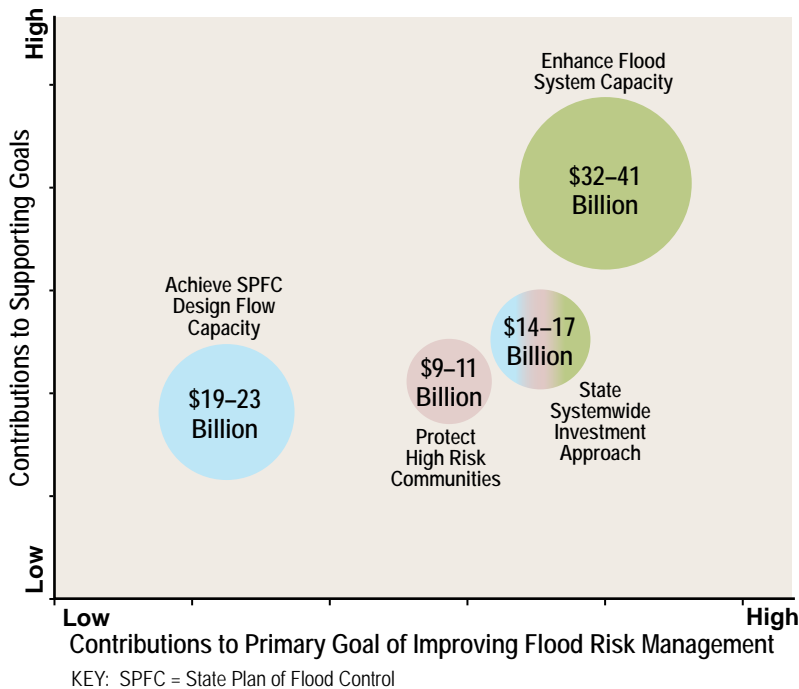 High
Contributions to Supporting Goals
Low
Enhance Flood
System Capacity
$32–41
Billion
Achieve SPFC
Design Flow
Capacity
$19–23
Billion
$9–11
Billion
Protect
High Risk
Communities
$14–17
Billion
State
Systemwide
Investment
Approach
Low
High
Contributions to Primary Goal of Improving Flood Risk Management
KEY: SPFC = State Plan of Flood Control